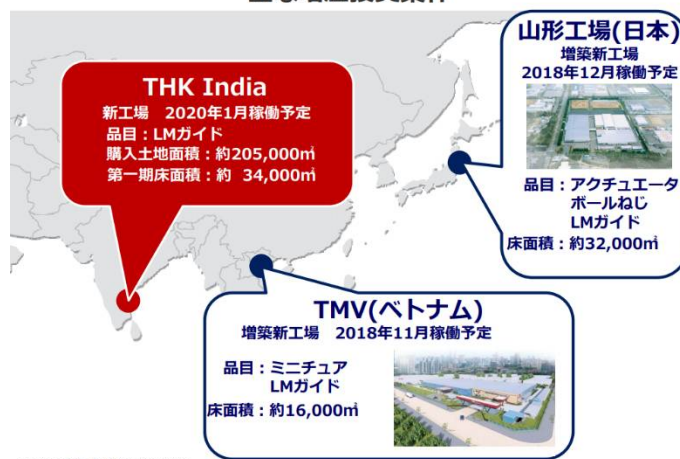 THK India
新工場 2020年1月稼働予定
品目：LMガイド
購入土地面積：約205,000㎡
第一期床面積：約 34,000㎡
山形工場(日本)
増築新工場
2018年12月稼働予定
品目：アクチュエータ
ボールねじ
LMガイド
床面積：約32,000㎡
TMV(ベトナム)
増築新工場 2018年11月稼働予定
品目：ミニチュア
LMガイド
床面積：約16,000㎡